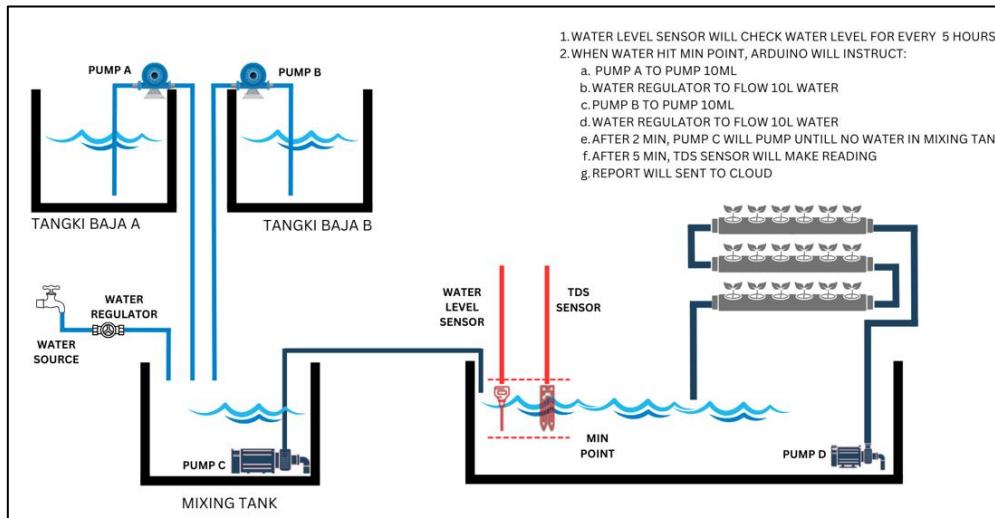 1.WATER LEVEL SENSOR WILL CHECK WATER LEVEL FOR EVERY 5 HOURS
2.WHEN WATER HIT MIN POINT, ARDUINO WILL INSTRUCT:
a. PUMP A TO PUMP 10ML
b. WATER REGULATOR TO FLOW 10L WATER
c. PUMP B TO PUMP 10ML
d. WATER REGULATOR TO FLOW 10L WATER
e. AFTER 2 MIN, PUMP C WILL PUMP UNTILL NO WATER IN MIXING TAN
f. AFTER 5 MIN, TDS SENSOR WILL MAKE READING
g. REPORT WILL SENT TO CLOUD
PUMP A
PUMP B
TANGKI BAJA A
TANGKI BAJA B
WATER
REGULATOR
WATER
SOURCE
WATER
LEVEL
SENSOR
TDS
SENSOR
MIN
POINT
PUMP C
PUMP D
MIXING TANK